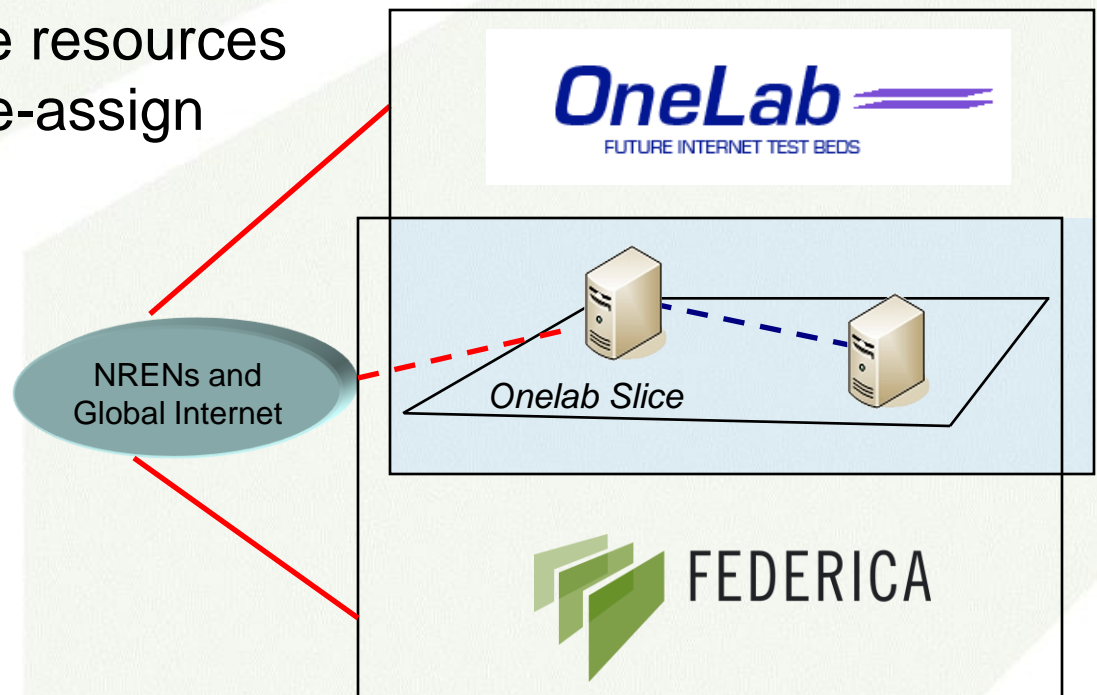 e resources
e-assign
OneLab
FUTURE INTERNET TEST BEDS
NRENs and
Global Internet
Onelab Slice
FEDERICA